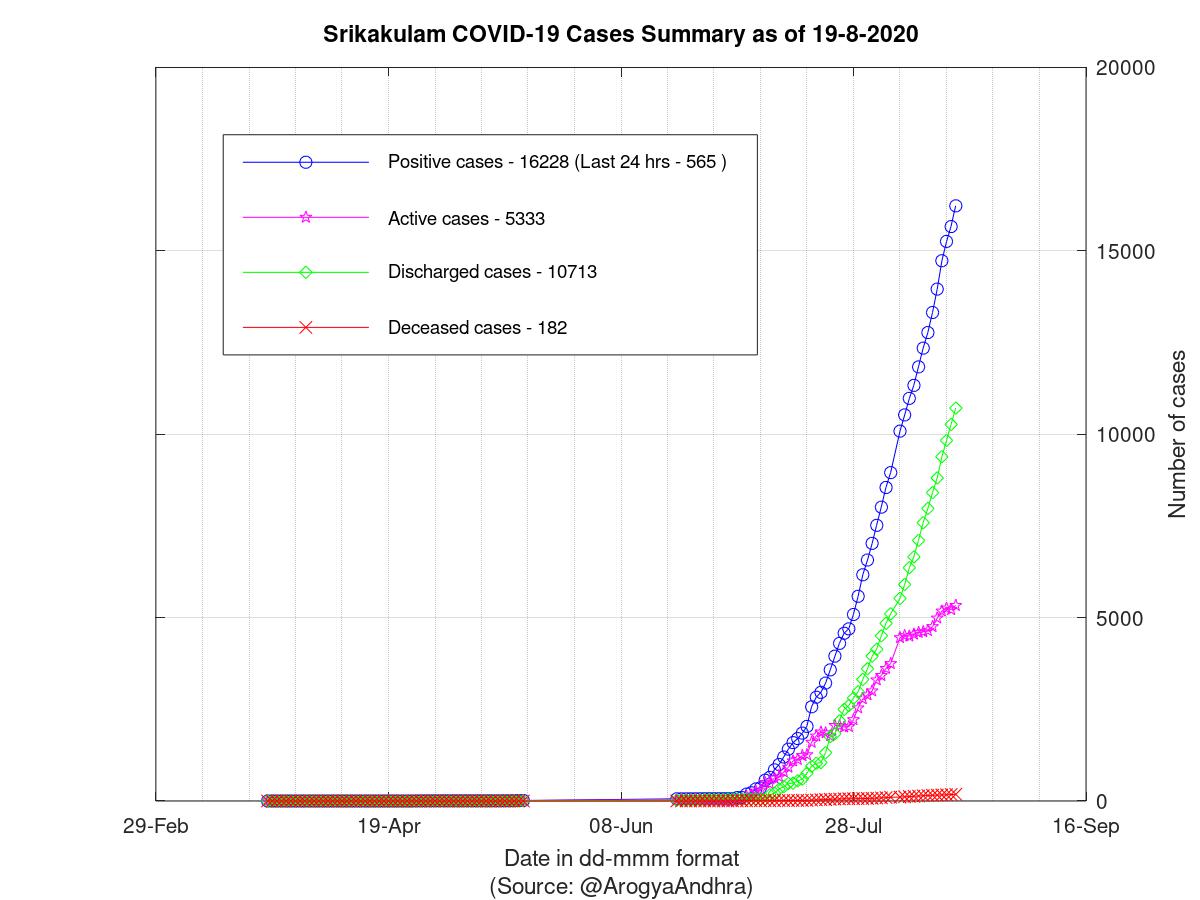 Srikakulam COVID-19 Cases Summary as of 19-8-2020
20000
Positive cases - 16228 (Last 24 hrs - 565 )
Active cases - 5333
Discharged cases - 10713
Deceased cases - 182
15000
10000
5000
0
Number of cases
29-Feb 19-Apr 08-Jun 28-Jul 16-Sep
Date in dd-mmm format
(Source: @ArogyaAndhra)